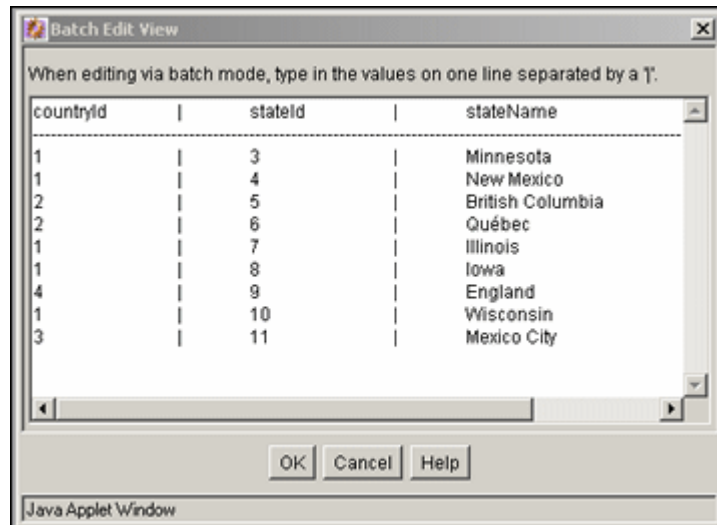 Batch Edit View
When editing via batch mode, type in the values on one line separated by a '|'.
countryId | stateId | stateName
--------------------------------------------------------------------------------
1 | 3 | Minnesota
1 | 4 | New Mexico
2 | 5 | British Columbia
2 | 6 | Québec
1 | 7 | Illinois
1 | 8 | Iowa
4 | 9 | England
1 | 10 | Wisconsin
3 | 11 | Mexico City
OK Cancel Help
Java Applet Window